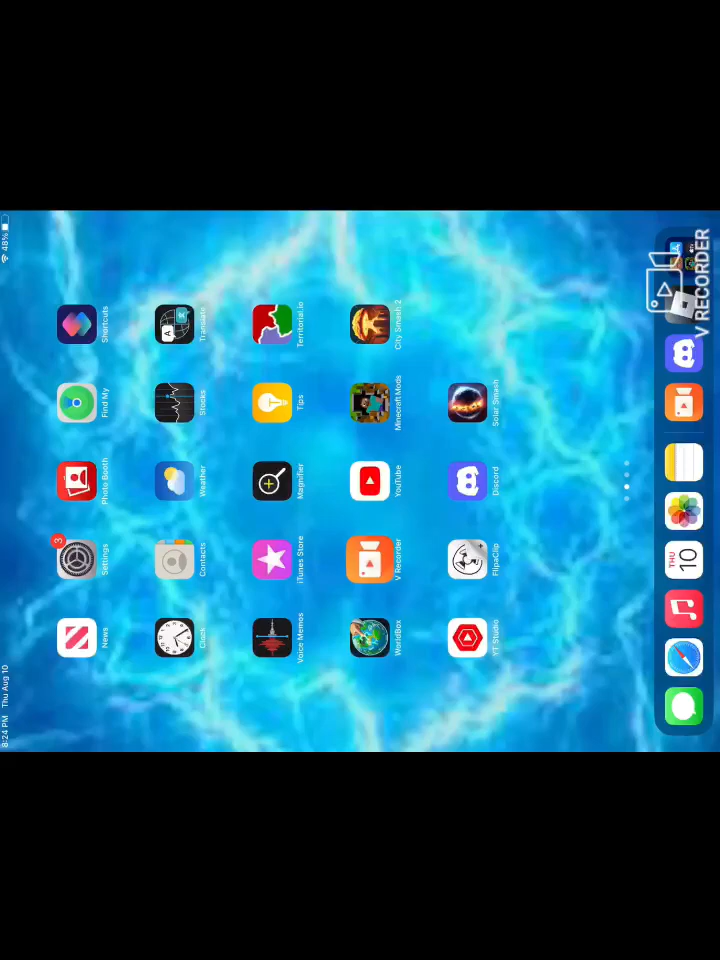 8:24 PM Thu Aug 10
48%
3
News
Settings
Photo Booth
Find My
Shortcuts
Clock
Contacts
Weather
Stocks
Translate
Voice Memos
iTunes Store
Magnifier
Tips
Territorial.io
WorldBox
V Recorder
YouTube
Minecraft Mods
City Smash 2
YT Studio
FlipaClip
Discord
Solar Smash
THU
10
V RECORDER